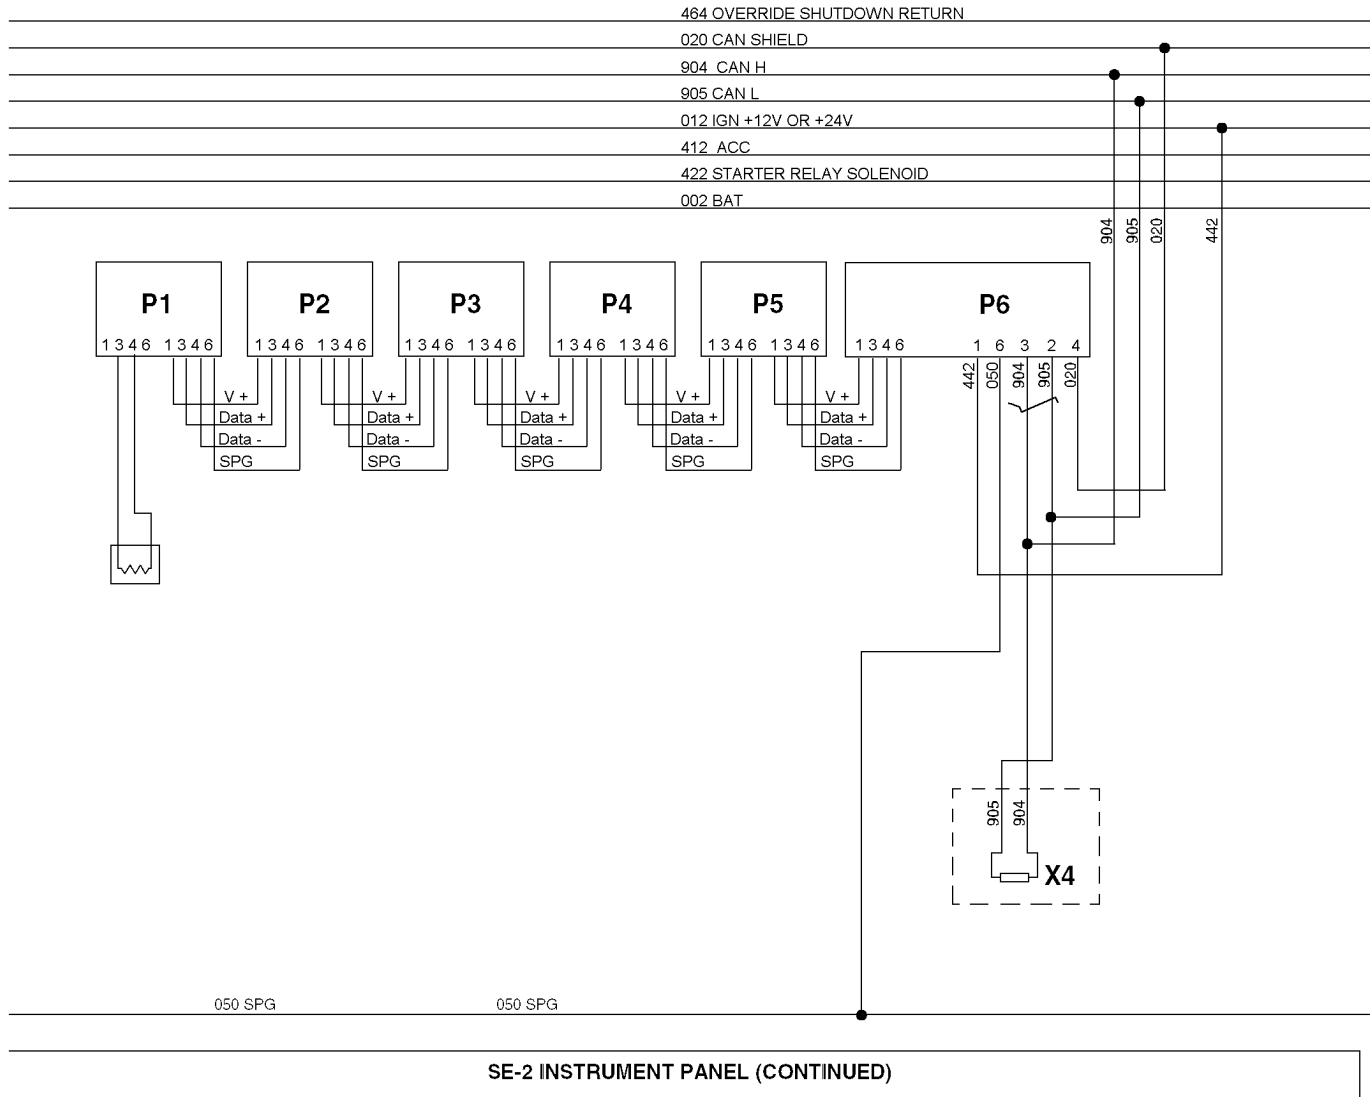 464 OVERRIDE SHUTDOWN RETURN
020 CAN SHIELD
904 CAN H
905 CAN L
012 IGN +12V OR +24V
412 ACC
422 STARTER RELAY SOLENOID
002 BAT
904 905 020 442
P1 P2 P3 P4 P5 P6
1 3 4 6 1 3 4 6 1 3 4 6 1 3 4 6 1 3 4 6 1 3 4 6 1 3 4 6 1 3 4 6 1 3 4 6 1 3 4 6 1 3 4 6 1 6 3 2 4
442 050 904 905 020
V + V + V + V + V +
Data + Data + Data + Data + Data +
Data - Data - Data - Data - Data -
SPG SPG SPG SPG SPG
905 904
X4
050 SPG 050 SPG
SE-2 INSTRUMENT PANEL (CONTINUED)